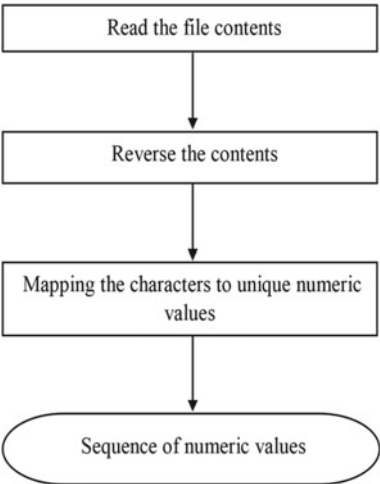 Read the file contents
Reverse the contents
Mapping the characters to unique numeric
values
Sequence of numeric values